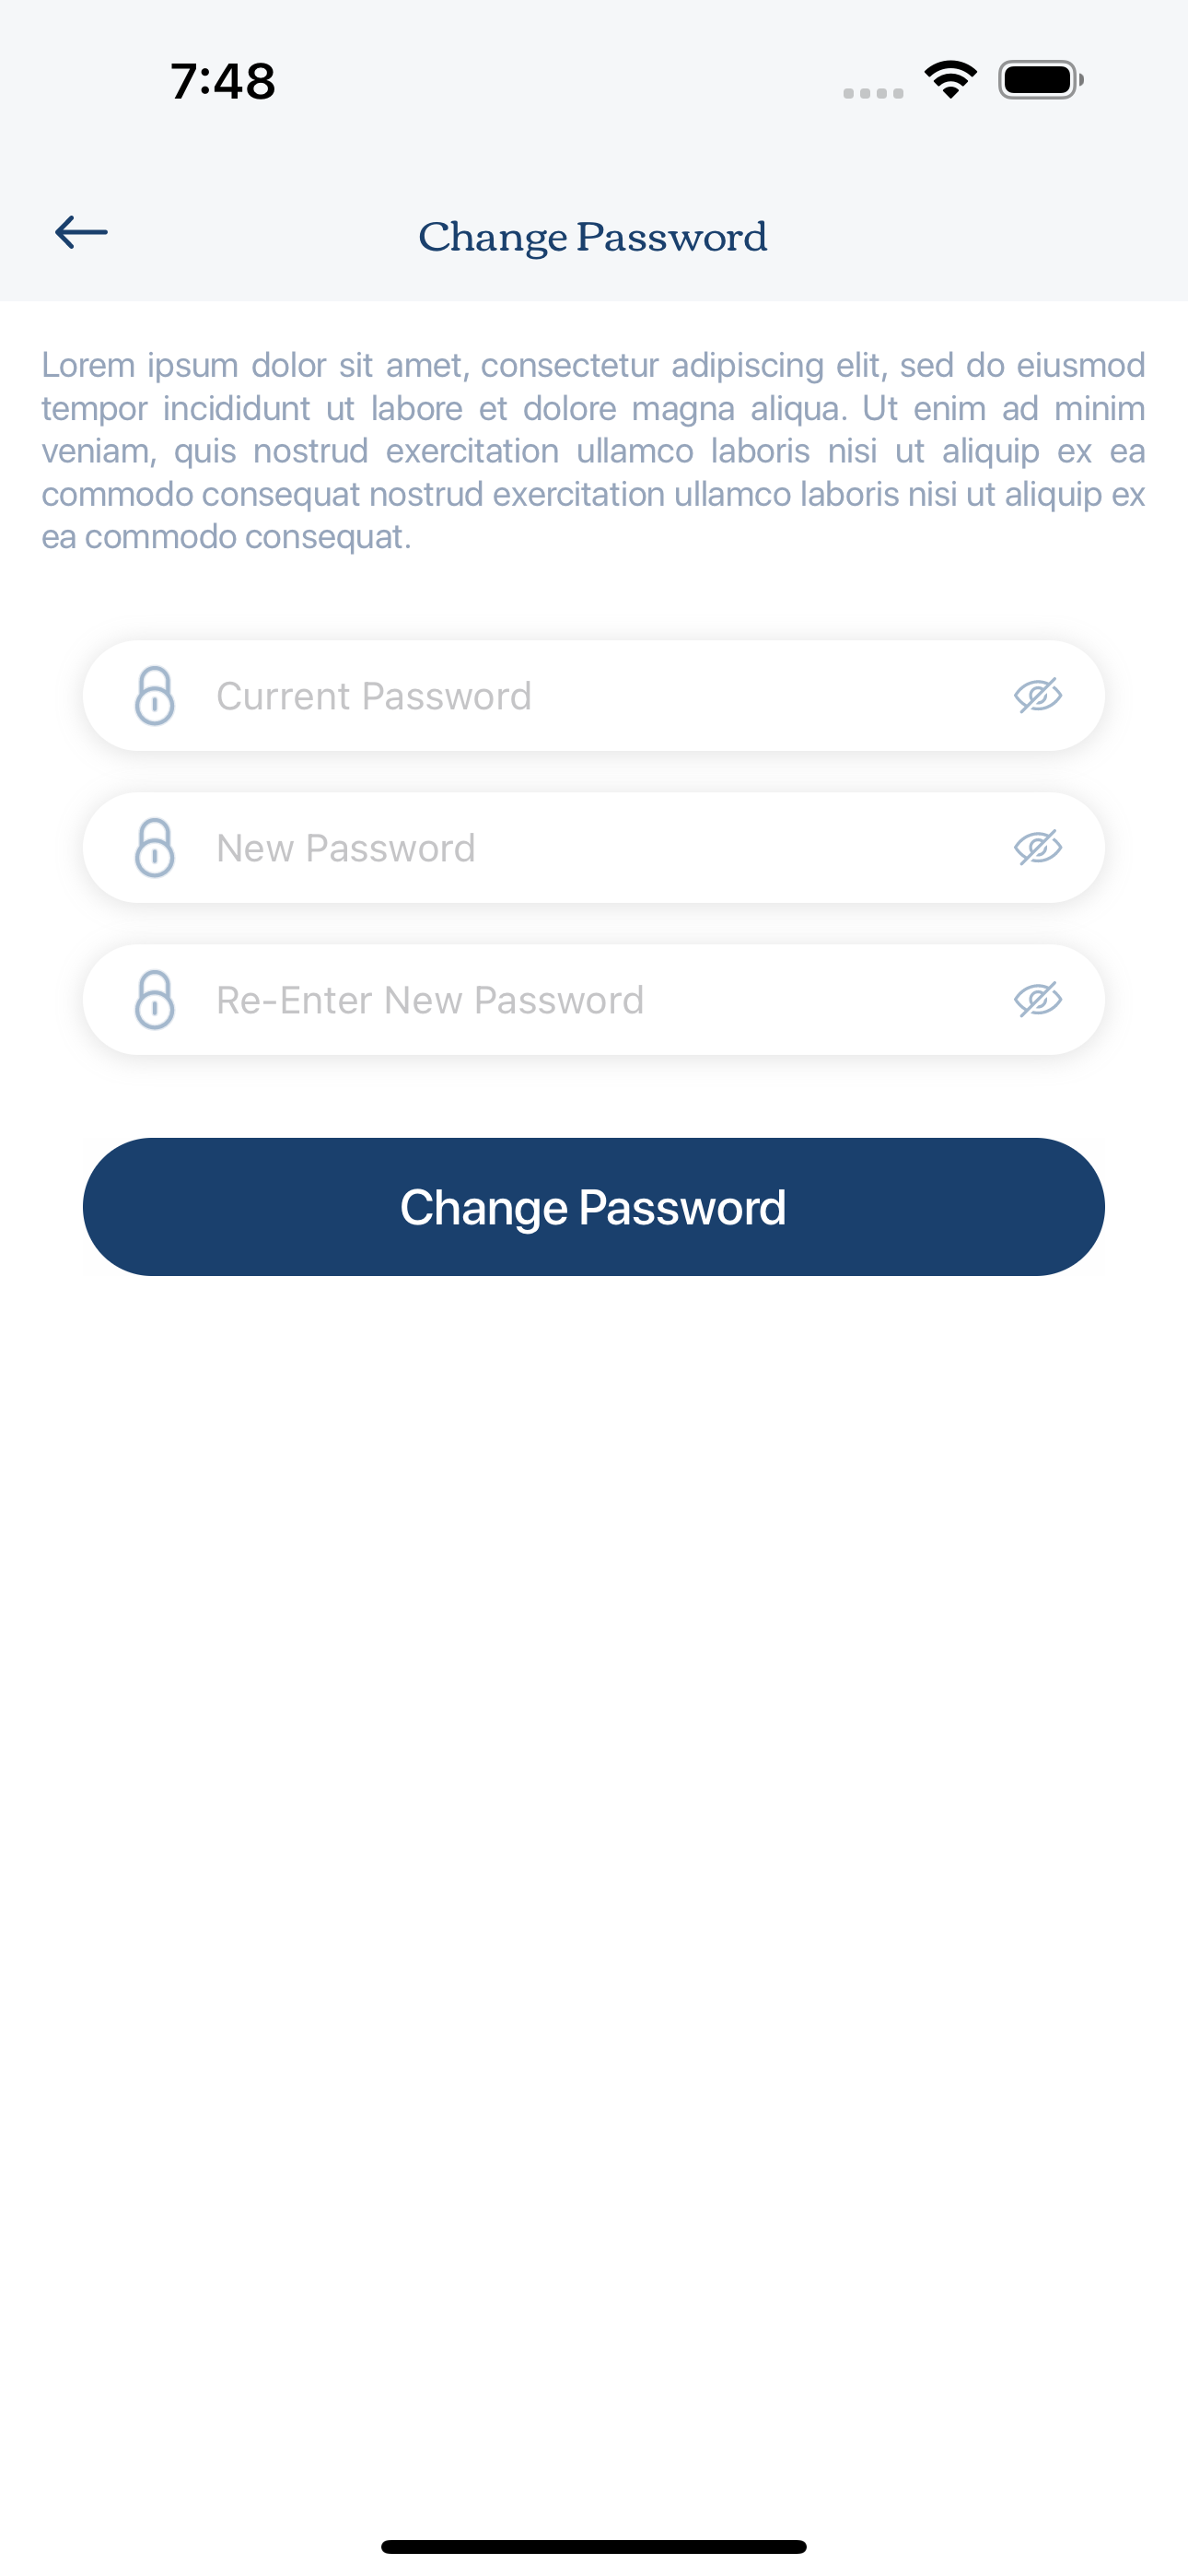 7:48
Change Password
Lorem ipsum dolor sit amet, consectetur adipiscing elit, sed do eiusmod
tempor incididunt ut labore et dolore magna aliqua. Ut enim ad minim
veniam, quis nostrud exercitation ullamco laboris nisi ut aliquip ex ea
commodo consequat nostrud exercitation ullamco laboris nisi ut aliquip ex
ea commodo consequat.
Current Password
New Password
Re-Enter New Password
Change Password